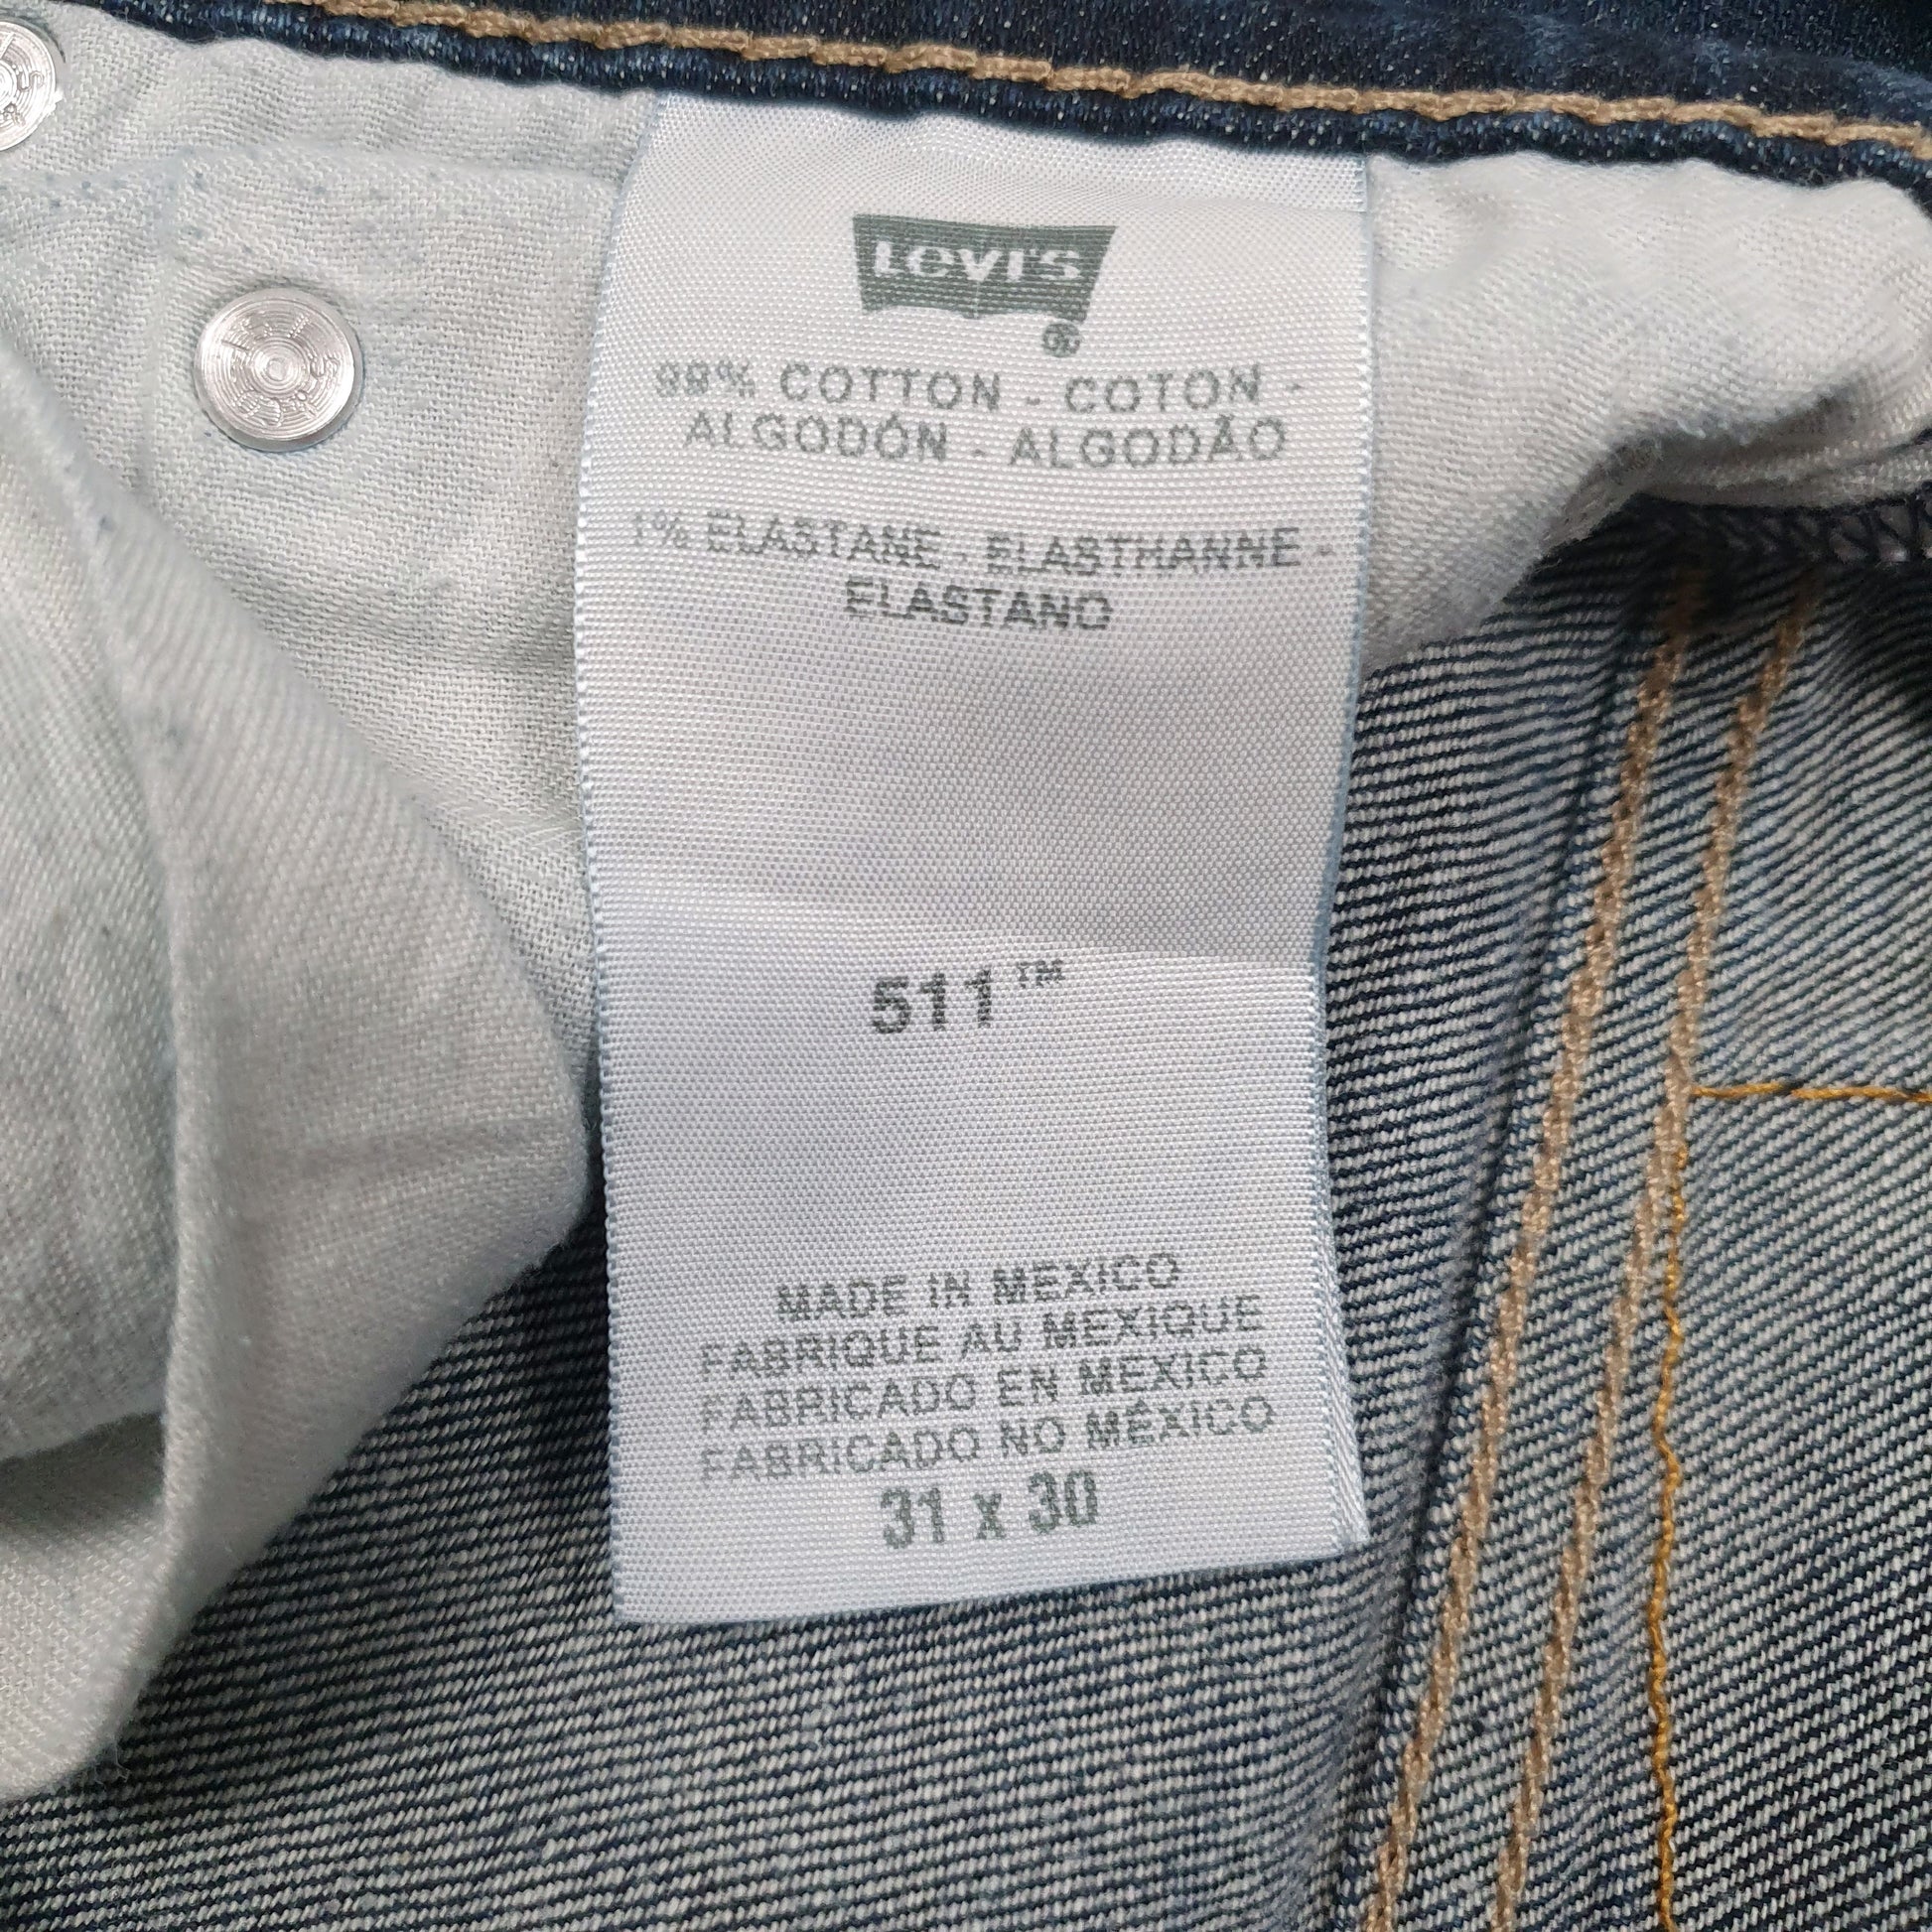 Levi's
®
99% COTTON - COTON -
ALGODÓN - ALGODÃO
1% ELASTANE - ELASTHANNE -
ELASTANO
511™
MADE IN MEXICO
FABRIQUE AU MEXIQUE
FABRICADO EN MEXICO
FABRICADO NO MÉXICO
31 x 30